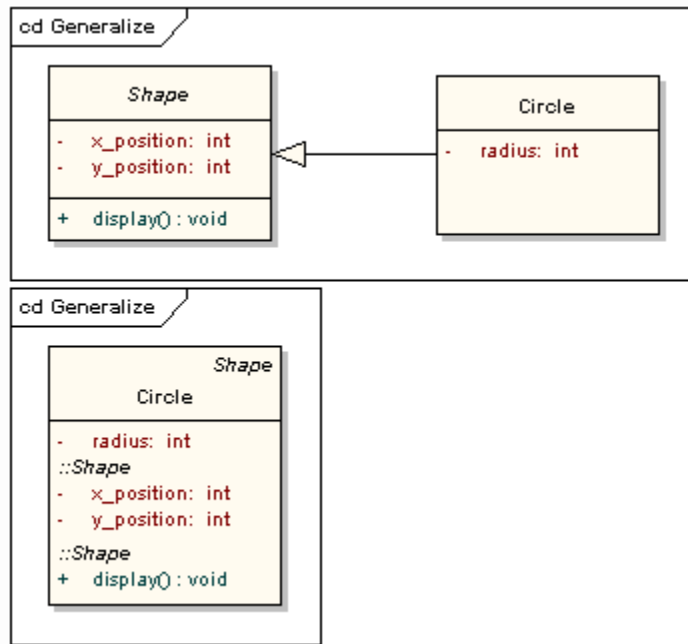 cd Generalize
Shape
- x_position: int
- y_position: int
+ display() : void
Circle
- radius: int
cd Generalize
Shape
Circle
- radius: int
::Shape
- x_position: int
- y_position: int
::Shape
+ display() : void